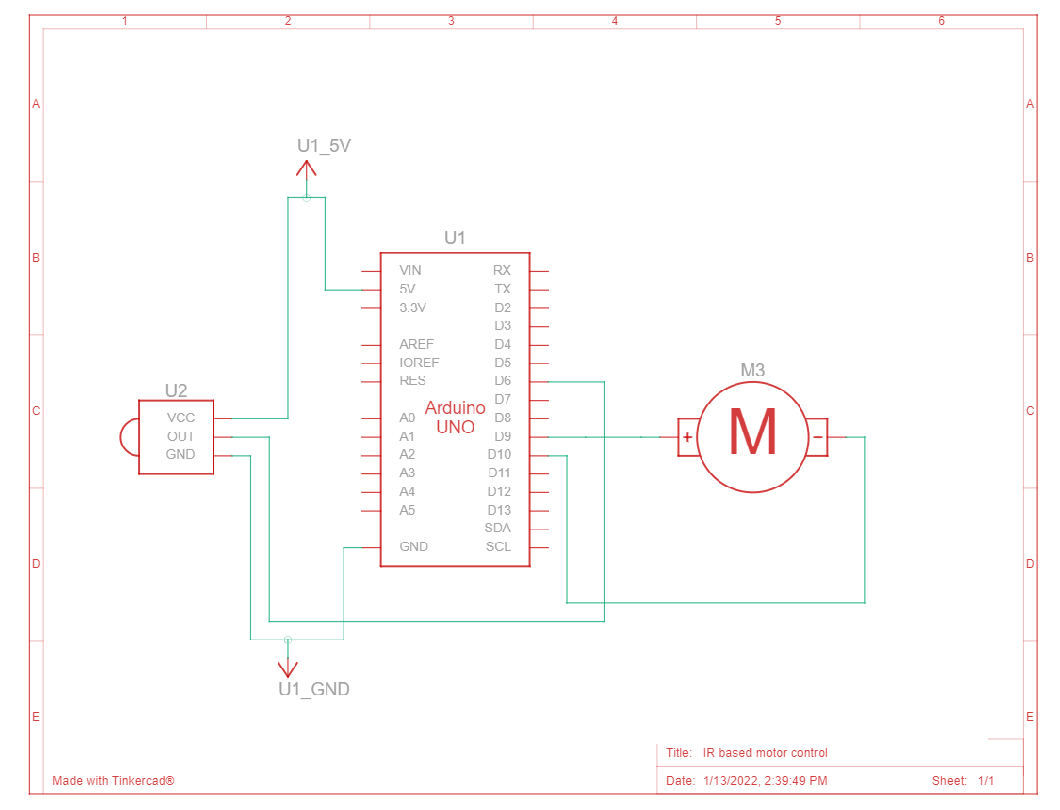 1 2 3 4 5 6
A A
U1_5V
B B
U1
VIN RX
5V TX
3.3V D2
D3
AREF D4
IOREF D5
RES D6
D7
A0 D8
A1 D9
A2 D10
A3 D11
A4 D12
A5 D13
SDA
GND SCL
Arduino
UNO
C C
U2
VCC
OUT
GND
M3
+ M -
D D
U1_GND
E E
Title: IR based motor control
Made with Tinkercad®
Date: 1/13/2022, 2:39:49 PM Sheet: 1/1